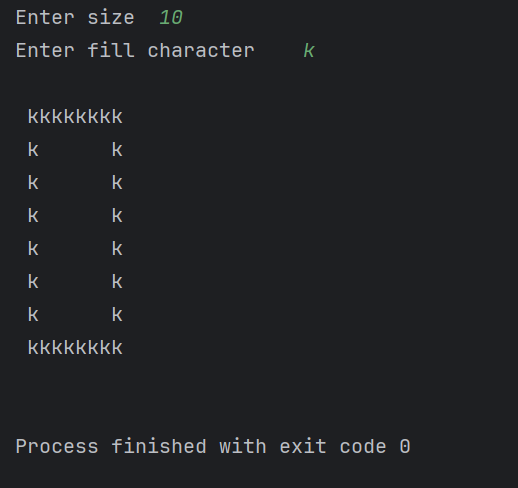 Enter size  10
Enter fill character    k

 kkkkkkkk
 k      k
 k      k
 k      k
 k      k
 k      k
 k      k
 kkkkkkkk


Process finished with exit code 0